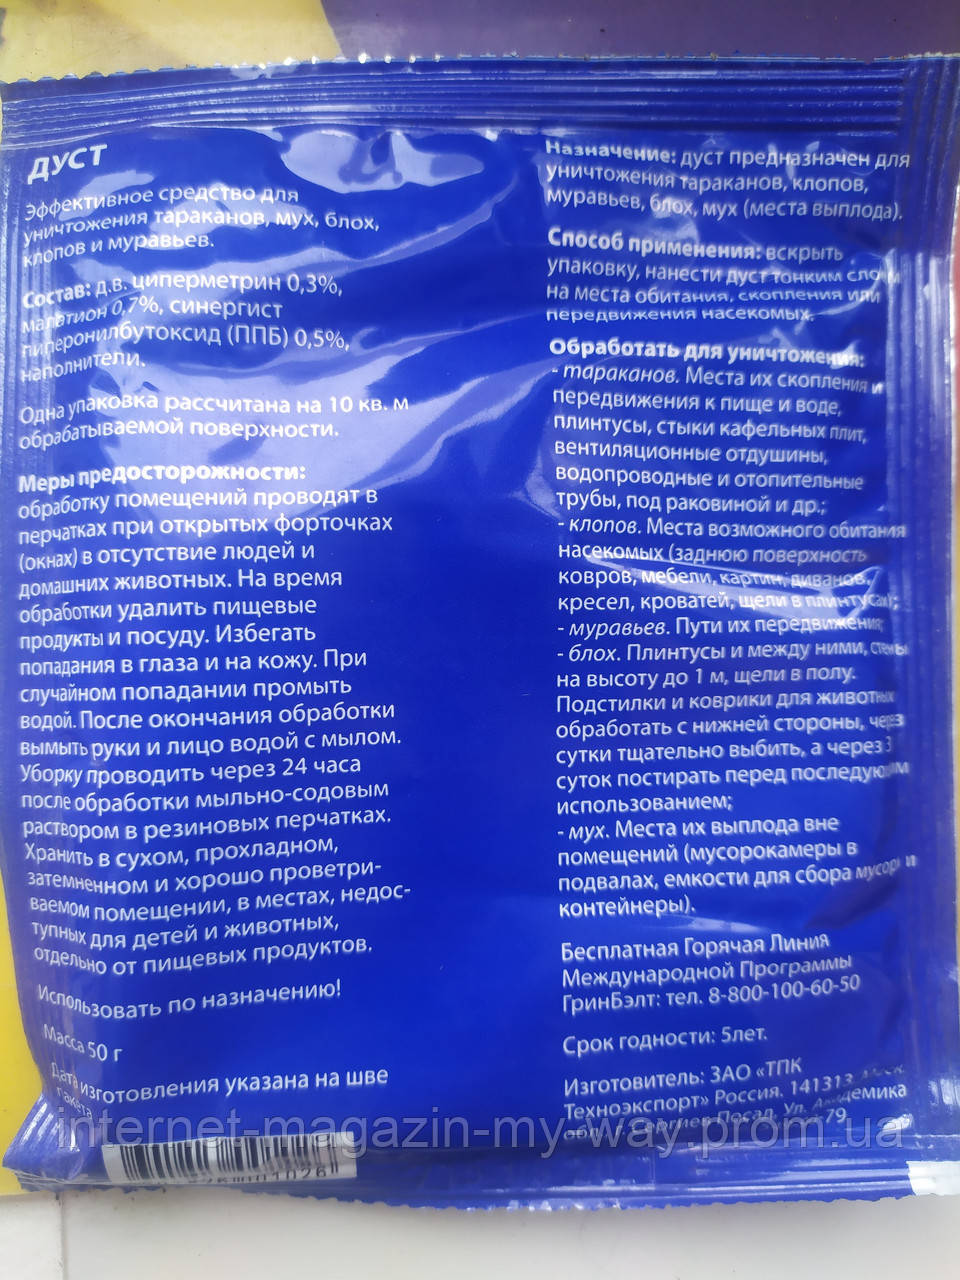 ДУСТ
Эффективное средство для
уничтожения тараканов, мух, блох,
клопов и муравьев.
Состав: д.в. циперметрин 0,3%,
малатион 0,7%, синергист
пиперонилбутоксид (ППБ) 0,5%,
наполнители.
Одна упаковка рассчитана на 10 кв. м
обрабатываемой поверхности.
Меры предосторожности:
обработку помещений проводят в
перчатках при открытых форточках
(окнах) в отсутствие людей и
домашних животных. На время
обработки удалить пищевые
продукты и посуду. Избегать
попадания в глаза и на кожу. При
случайном попадании промыть
водой. После окончания обработки
вымыть руки и лицо водой с мылом.
Уборку проводить через 24 часа
после обработки мыльно-содовым
раствором в резиновых перчатках.
Хранить в сухом, прохладном,
затемненном и хорошо проветри-
ваемом помещении, в местах, недос-
тупных для детей и животных,
отдельно от пищевых продуктов.
Использовать по назначению!
Масса 50 г
Дата изготовления указана на шве
пакета
Назначение: дуст предназначен для
уничтожения тараканов, клопов,
муравьев, блох, мух (места выплода).
Способ применения: вскрыть
упаковку, нанести дуст тонким слоем
на места обитания, скопления или
передвижения насекомых.
Обработать для уничтожения:
- тараканов. Места их скопления и
передвижения к пище и воде,
плинтусы, стыки кафельных плит,
вентиляционные отдушины,
водопроводные и отопительные
трубы, под раковиной и др.;
- клопов. Места возможного обитания
насекомых (заднюю поверхность
ковров, мебели, картин, диванов,
кресел, кроватей, щели в плинтусах);
- муравьев. Пути их передвижения;
- блох. Плинтусы и между ними, стены
на высоту до 1 м, щели в полу.
Подстилки и коврики для животных
обработать с нижней стороны, через
сутки тщательно выбить, а через 3
суток постирать перед последующим
использованием;
- мух. Места их выплода вне
помещений (мусорокамеры в
подвалах, емкости для сбора мусора и
контейнеры).
Бесплатная Горячая Линия
Международной Программы
ГринБэлт: тел. 8-800-100-60-50
Срок годности: 5лет.
Изготовитель: ЗАО «ТПК
Техноэкспорт» Россия. 141313 Моск.
обл., г. Сергиев Посад, Ул. Академика
79
internet-magazin-my-way.prom.ua